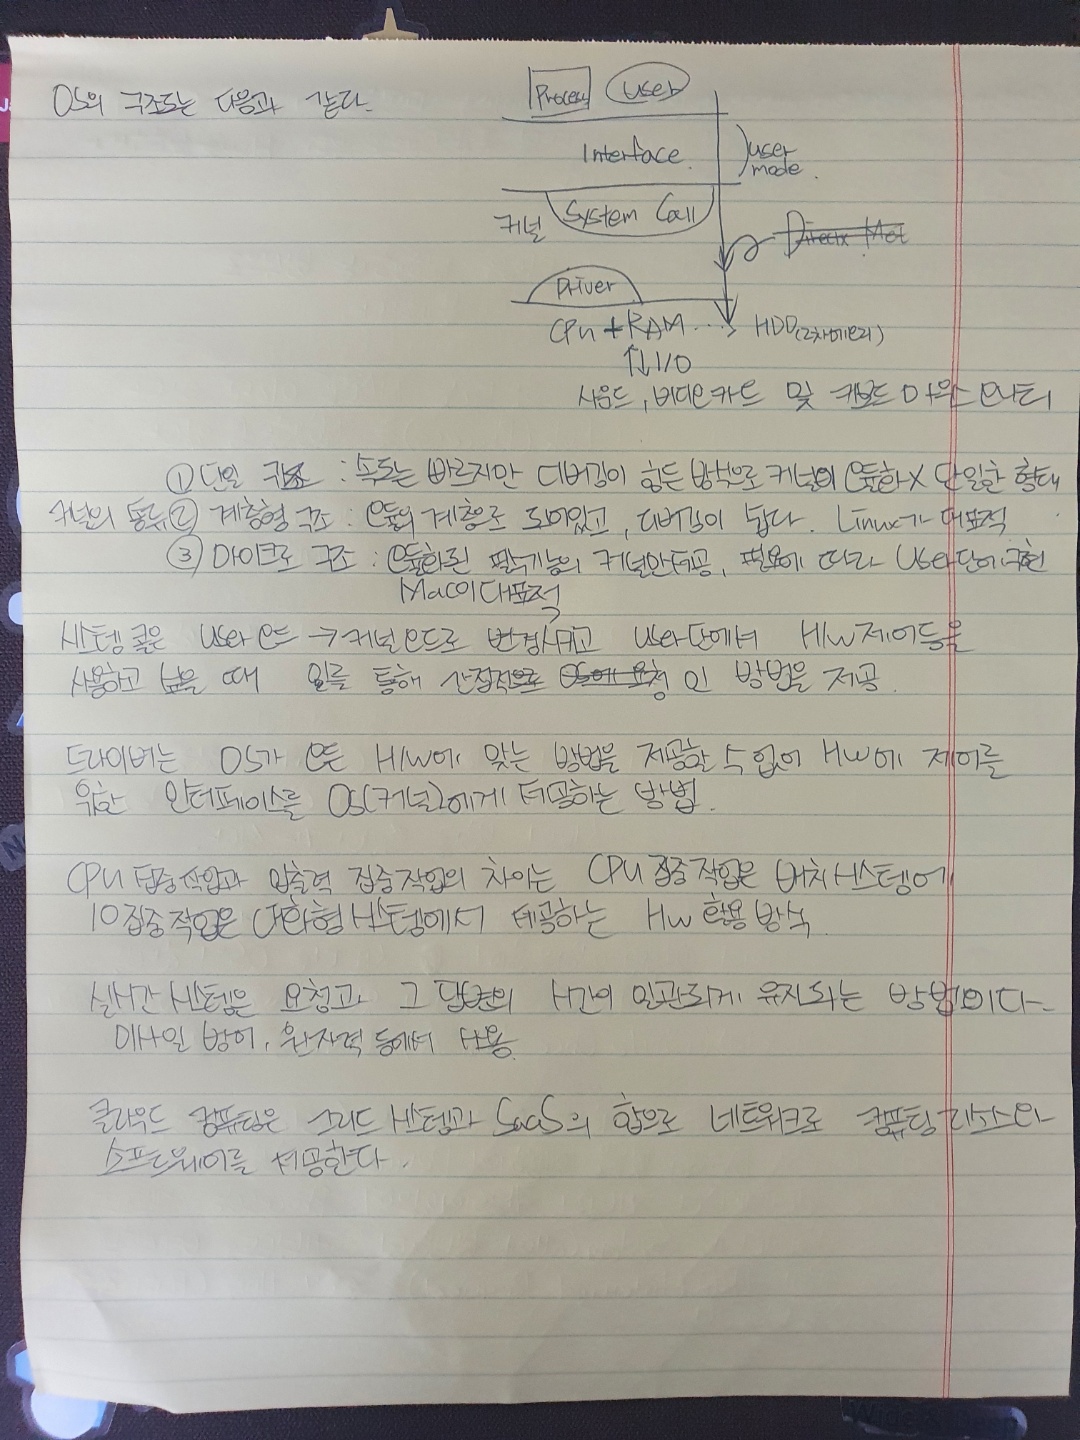 OS의 구조도는 다음과 같다.
Process User
Interface
user
mode.
커널 System Call
Driver
CPU + RAM ···> HDD(2차메모리)
↑↓ I/O
사운드, 비디오카드 및 키보드 마우스 모니터
① 단일 구조 : 속도는 빠르지만 디버깅이 힘든 방식으로 커널의 모듈화X 단일한 형태
커널의 종류 ② 계층형 구조 : 모듈의 계층으로 되어있고, 디버깅이 쉽다. Linux가 대표적
③ 마이크로 구조 : 모듈화된 필수기능의 커널만 제공, 필요에 따라 User단에 구현
Mac이 대표적
시스템 콜은 user모드 → 커널모드로 변경시키고 user단에서 H/W 제어등을
사용하고 싶을 때 이를 통해 간접적으로 인 방법을 제공.
드라이버는 OS가 모든 H/W에 맞는 방법을 제공할 수 없어 HW에 제어를
위한 인터페이스를 OS(커널)에게 제공하는 방법.
CPU 집중작업과 입출력 집중작업의 차이는 CPU 집중작업은 배치시스템에
IO집중작업은 대화형시스템에서 제공하는 HW 활용 방식.
실시간 시스템은 요청과 그 답변의 시간이 일관되게 유지되는 방법이다.
미사일 방어, 원자력 등에서 사용.
클라우드 컴퓨팅은 그리드 시스템과 SaaS의 합으로 네트워크로 컴퓨팅 리소스와
소프트웨어를 제공한다.